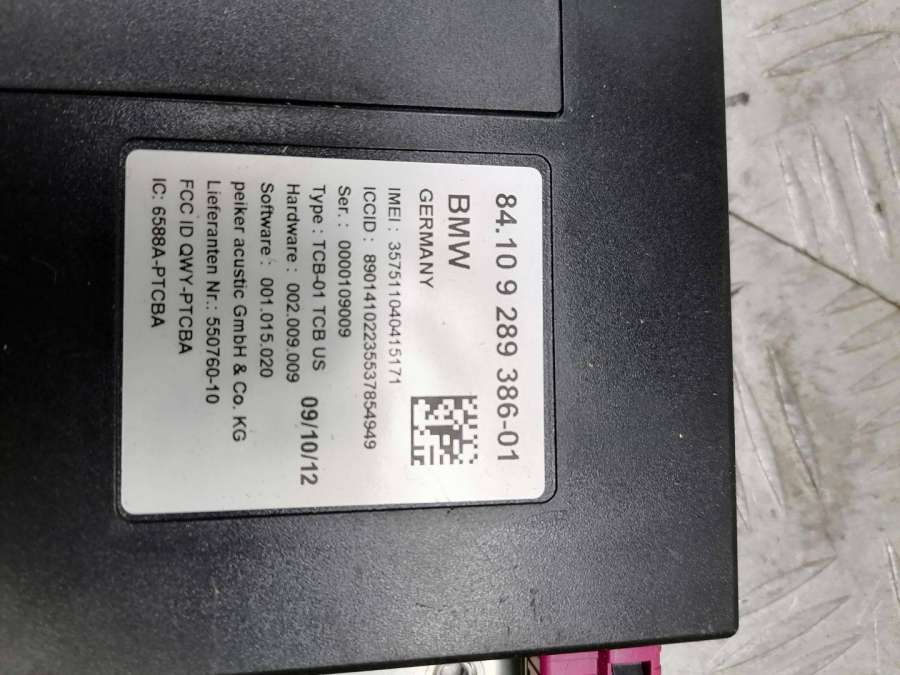 84.10 9 289 386-01
BMW
GERMANY
IMEI : 357511040415171
ICCID : 89014102235537854949
Ser. : 0000109009
Type : TCB-01 TCB US
Hardware : 002.009.009 09/10/12
Software : 001.015.020
peiker acustic GmbH & Co. KG
Lieferanten Nr.: 550760-10
FCC ID QWY-PTCBA
IC: 6588A-PTCBA